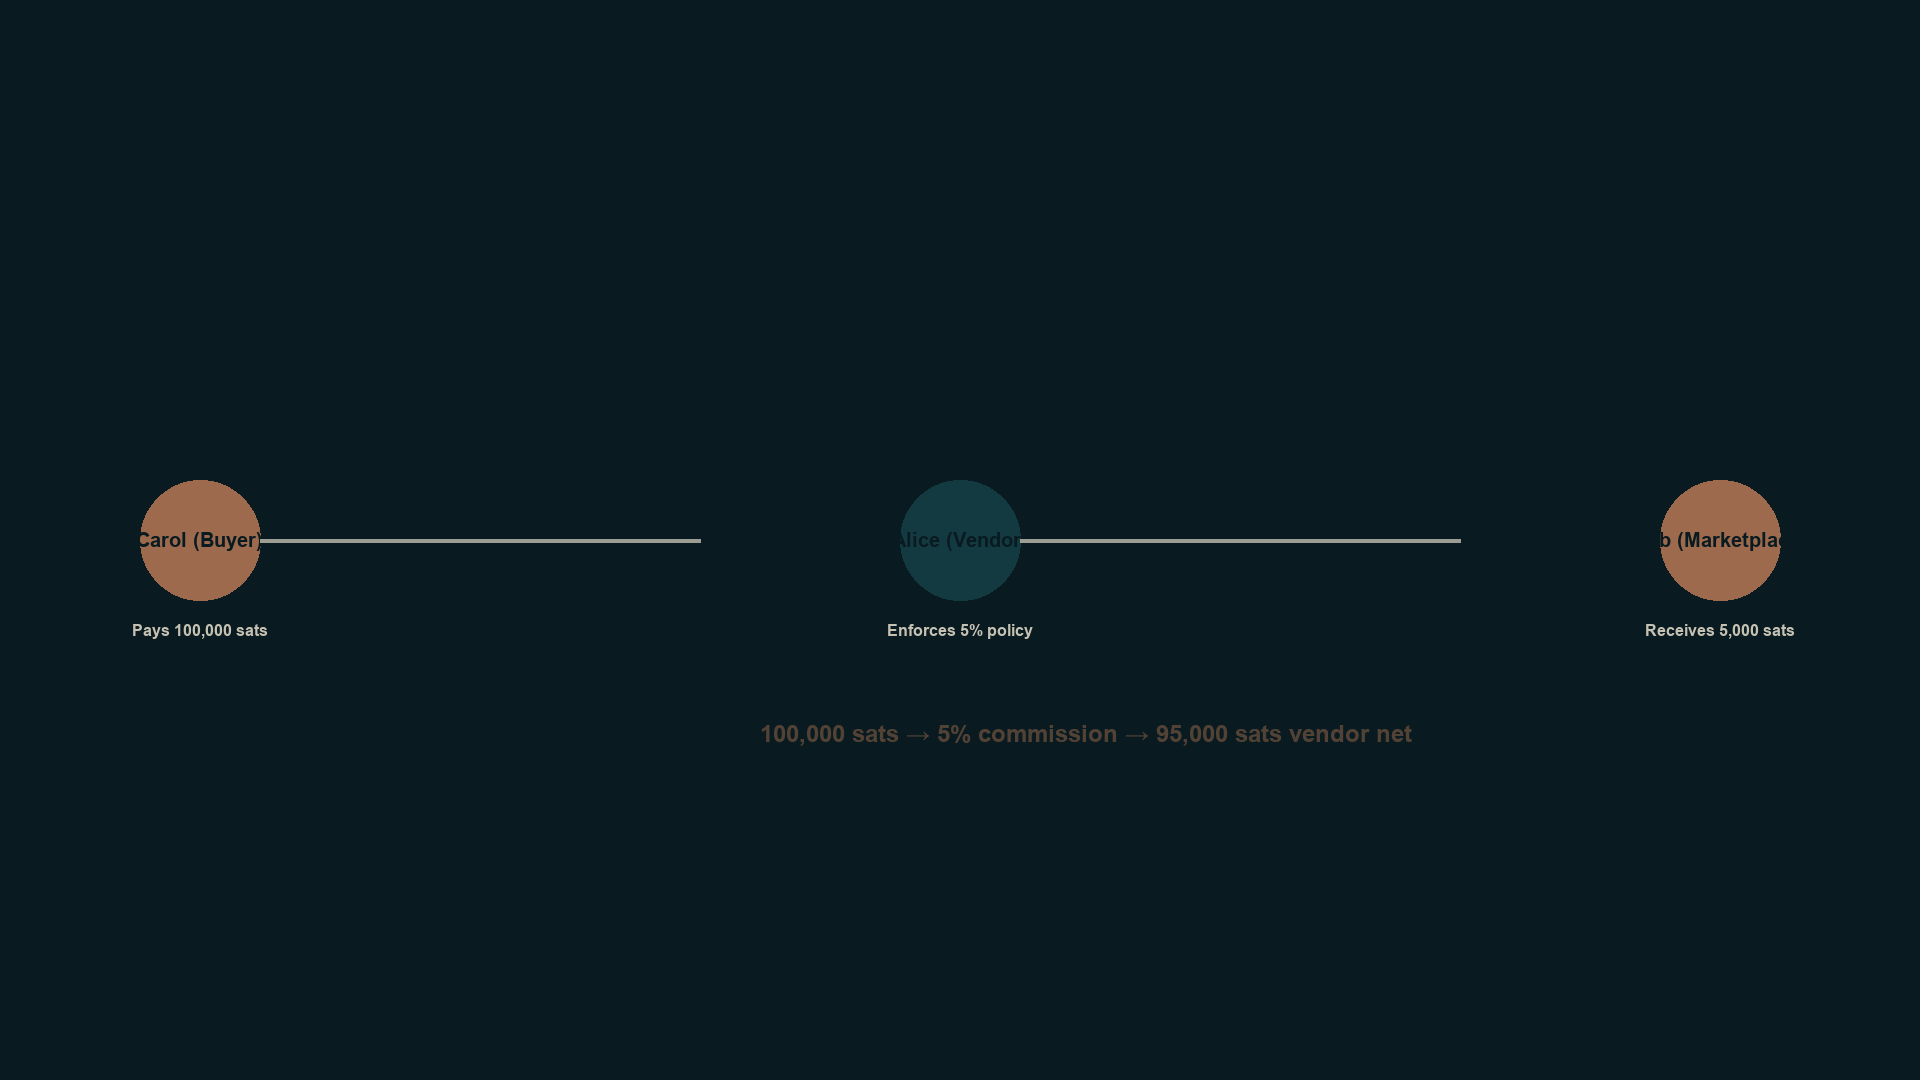 Carol (Buyer)
Alice (Vendor
b (Marketplac
Pays 100,000 sats
Enforces 5% policy
Receives 5,000 sats
100,000 sats → 5% commission → 95,000 sats vendor net